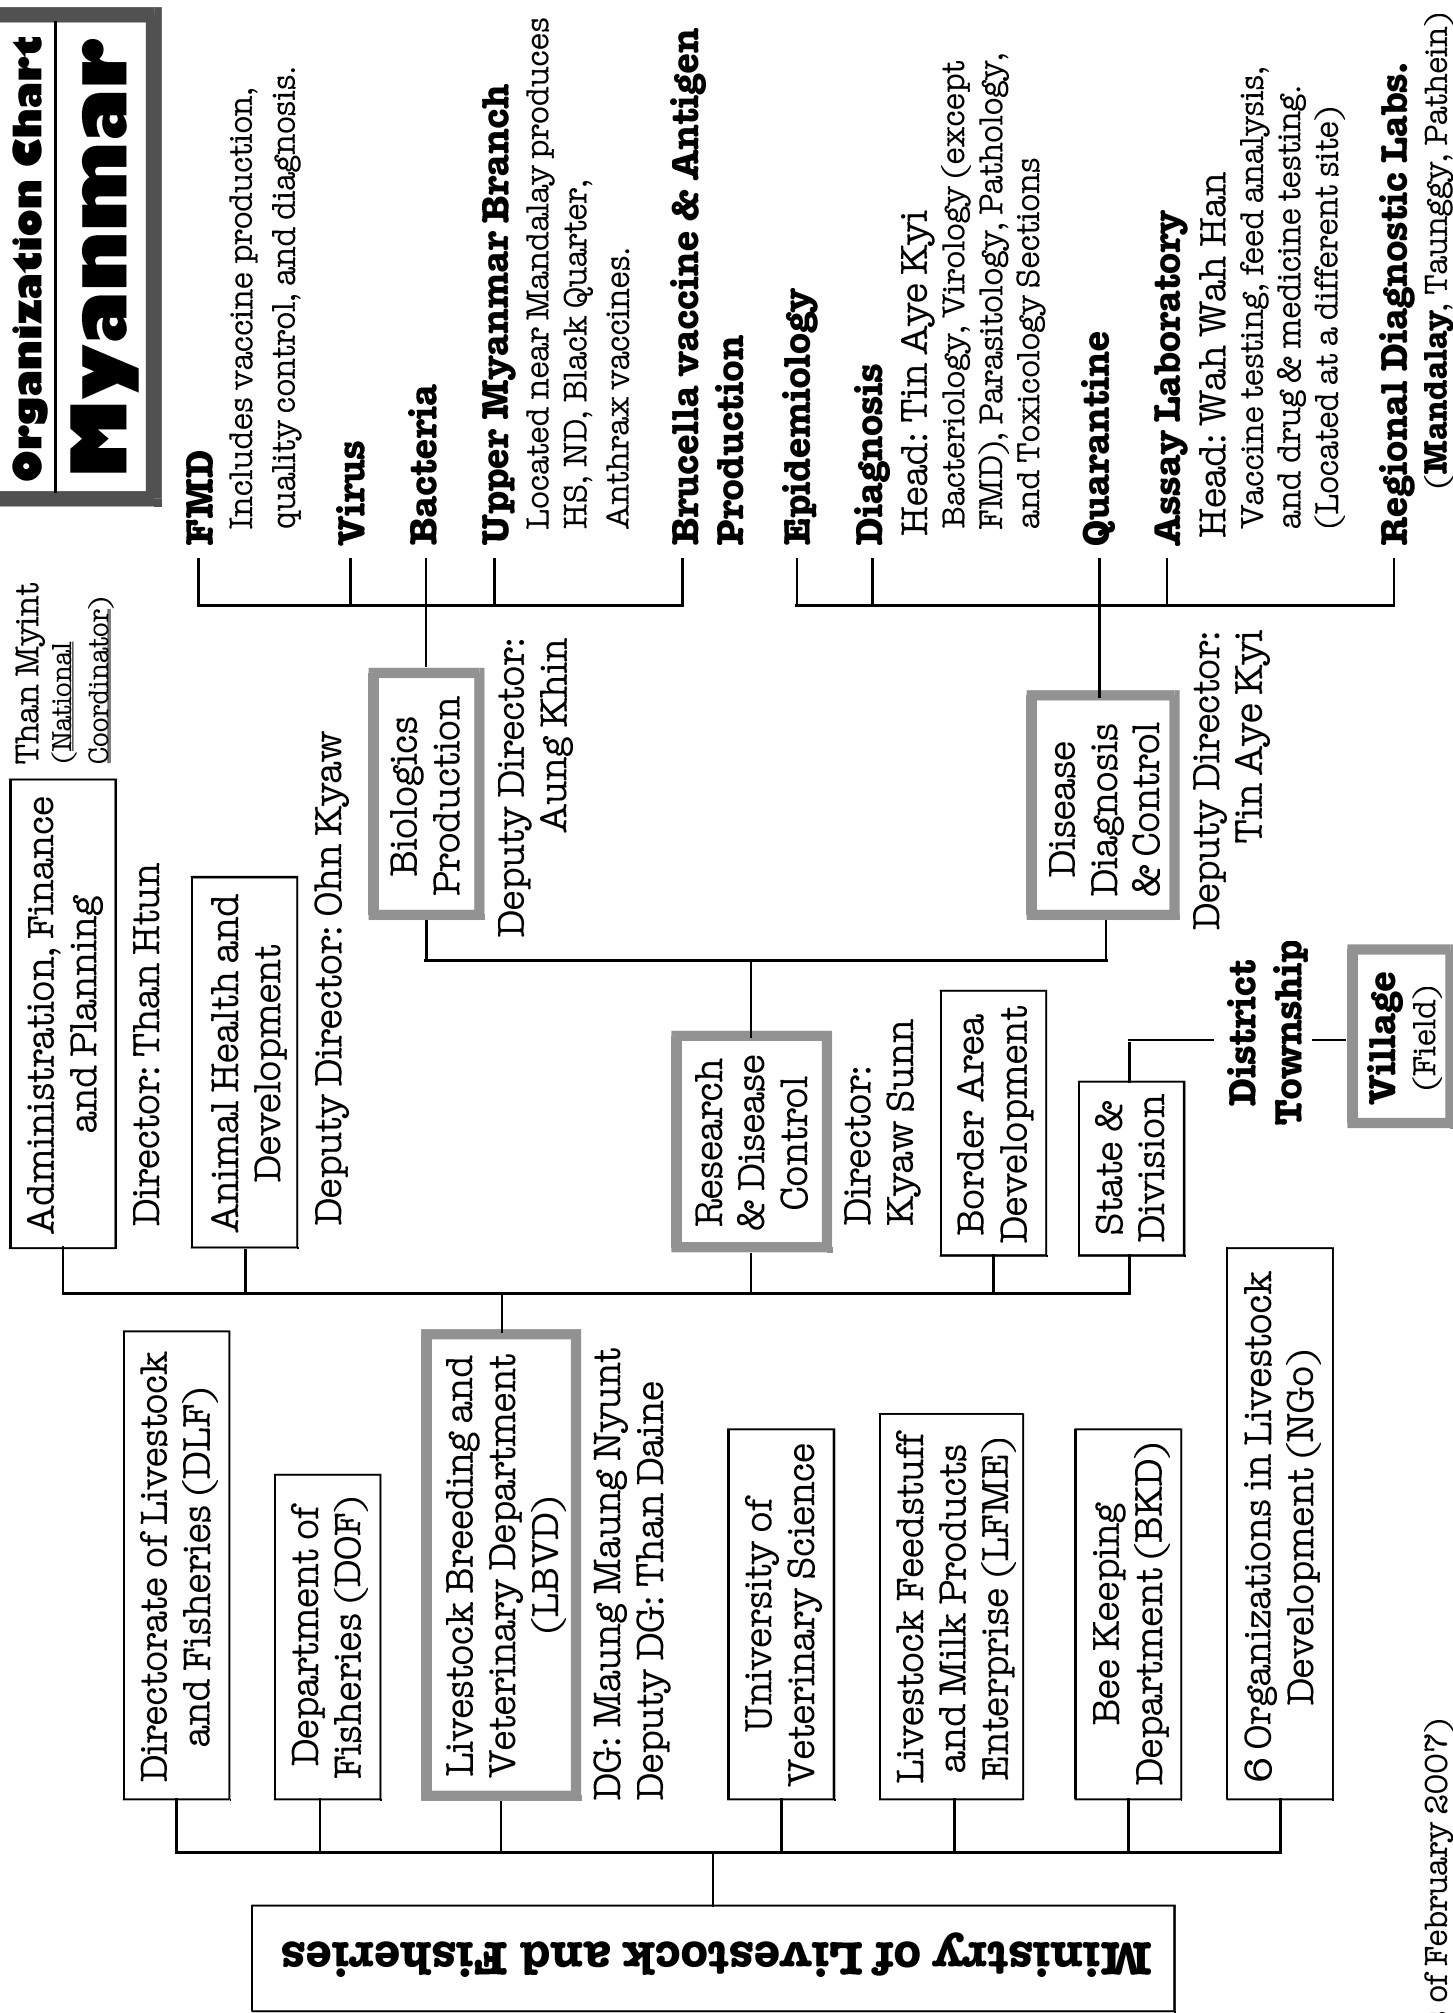 Organization Chart
Myanmar
Ministry of Livestock and Fisheries
Directorate of Livestock
and Fisheries (DLF)
Department of
Fisheries (DOF)
Livestock Breeding and
Veterinary Department
(LBVD)
DG: Maung Maung Nyunt
Deputy DG: Than Daine
University of
Veterinary Science
Livestock Feedstuff
and Milk Products
Enterprise (LFME)
Bee Keeping
Department (BKD)
6 Organizations in Livestock
Development (NGo)
Administration, Finance
and Planning
Director: Than Htun
Than Myint
(National
Coordinator)
Animal Health and
Development
Deputy Director: Ohn Kyaw
Research
& Disease
Control
Director:
Kyaw Sunn
Border Area
Development
State &
Division
District
Township
Village
(Field)
Biologics
Production
Deputy Director:
Aung Khin
Disease
Diagnosis
& Control
Deputy Director:
Tin Aye Kyi
FMD
Includes vaccine production,
quality control, and diagnosis.
Virus
Bacteria
Upper Myanmar Branch
Located near Mandalay produces
HS, ND, Black Quarter,
Anthrax vaccines.
Brucella vaccine & Antigen
Production
Epidemiology
Diagnosis
Head: Tin Aye Kyi
Bacteriology, Virology (except
FMD), Parasitology, Pathology,
and Toxicology Sections
Quarantine
Assay Laboratory
Head: Wah Wah Han
Vaccine testing, feed analysis,
and drug & medicine testing.
(Located at a different site)
Regional Diagnostic Labs.
(Mandalay, Taunggy, Pathein)
of February 2007)